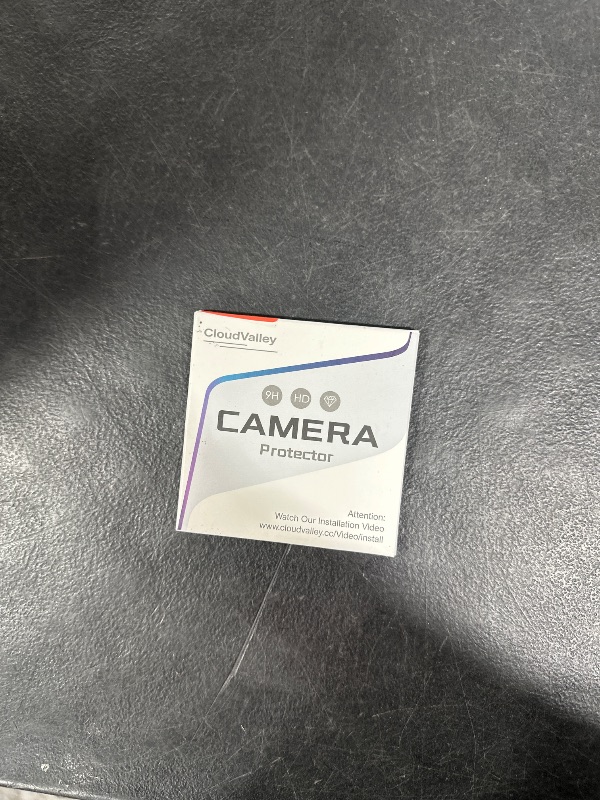 CloudValley
9H HD
CAMERA
Protector
Attention:
Watch Our Installation Video
www.cloudvalley.cc/Video/install